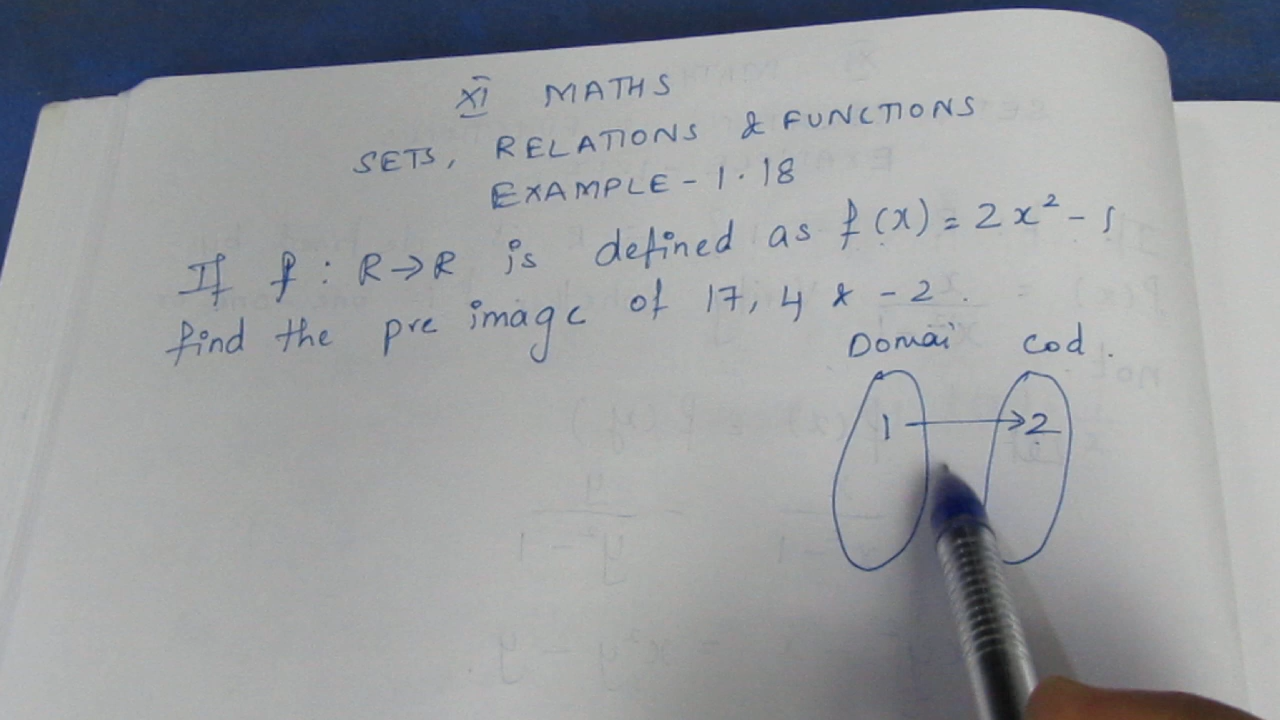 XI MATHS
SETS, RELATIONS & FUNCTIONS
EXAMPLE - 1.18
If f : R → R is defined as f(x) = 2x² - 1
find the pre image of 17, 4 & - 2 .
Domai Cod .
1 → 2